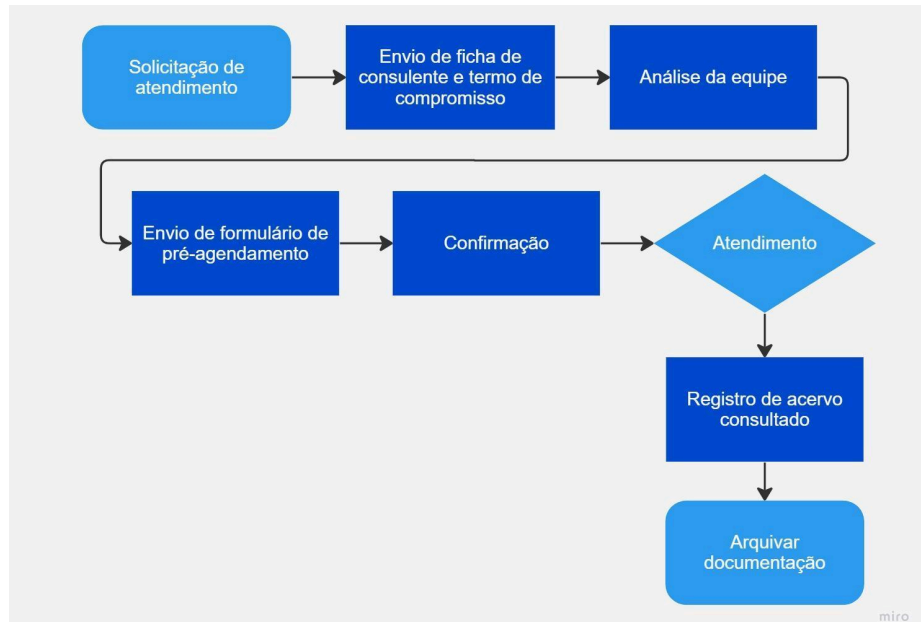 Solicitação de
atendimento
Envio de ficha de
consulente e termo de
compromisso
Análise da equipe
Envio de formulário de
pré-agendamento
Confirmação
Atendimento
Registro de acervo
consultado
Arquivar
documentação
miro